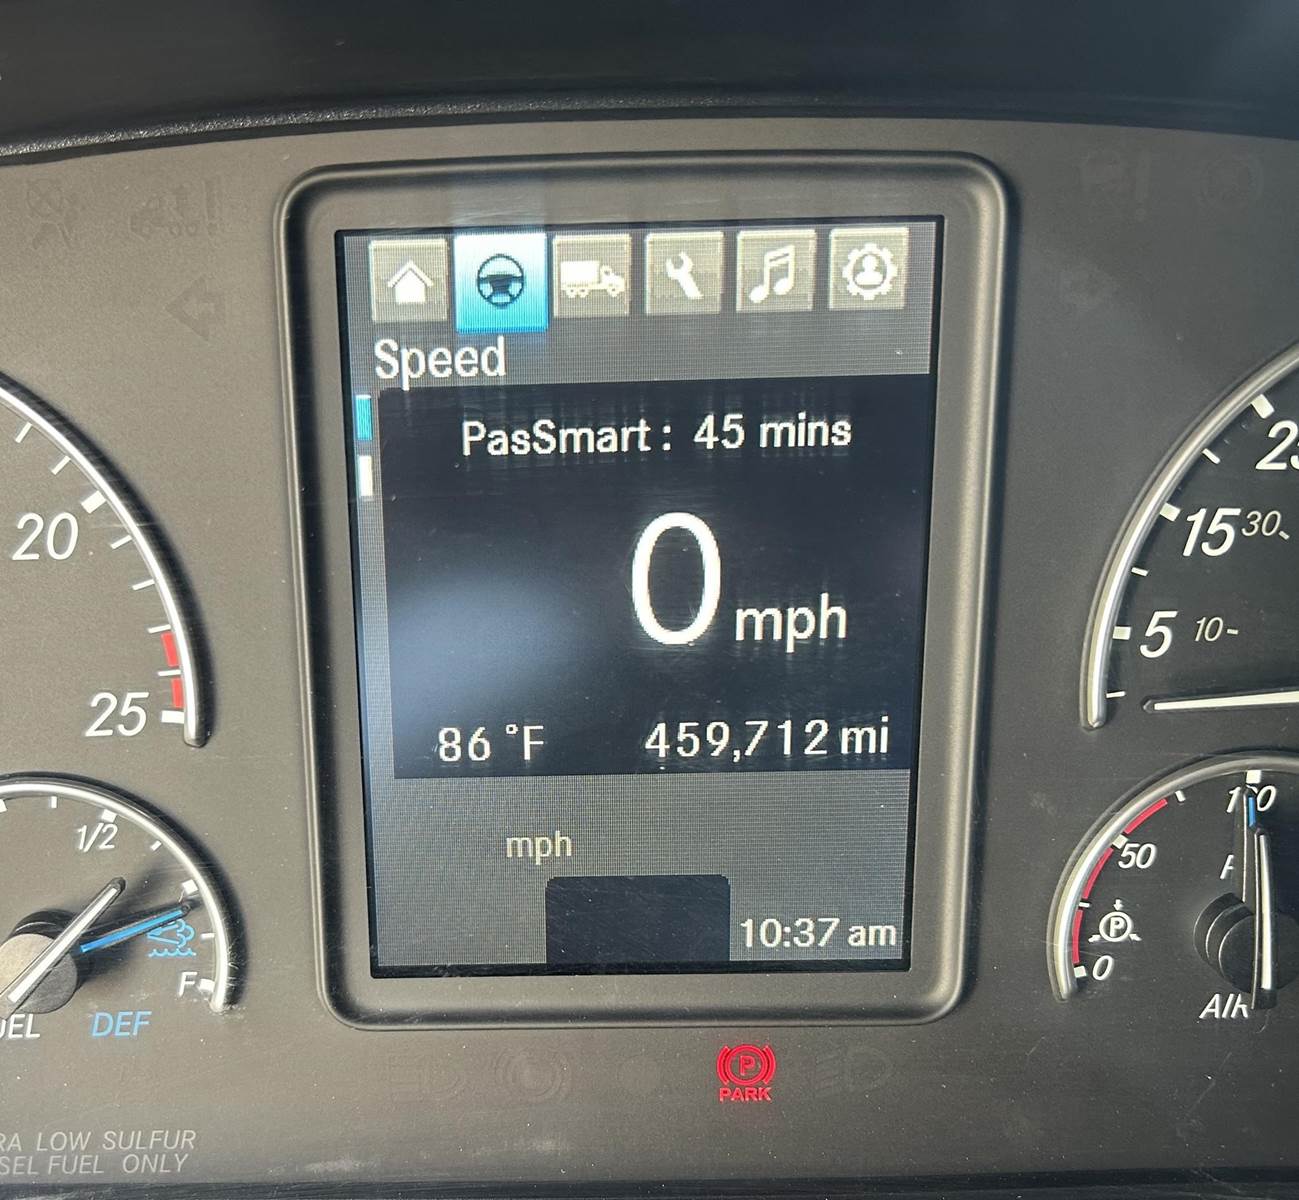 Speed
PasSmart: 45 mins
0 mph
86 °F 459,712 mi
mph
10:37 am
20
25
1/2
F
DEF
15 30
5 10
100
50
0
P
AIR
P
PARK
LOW SULFUR
FUEL ONLY